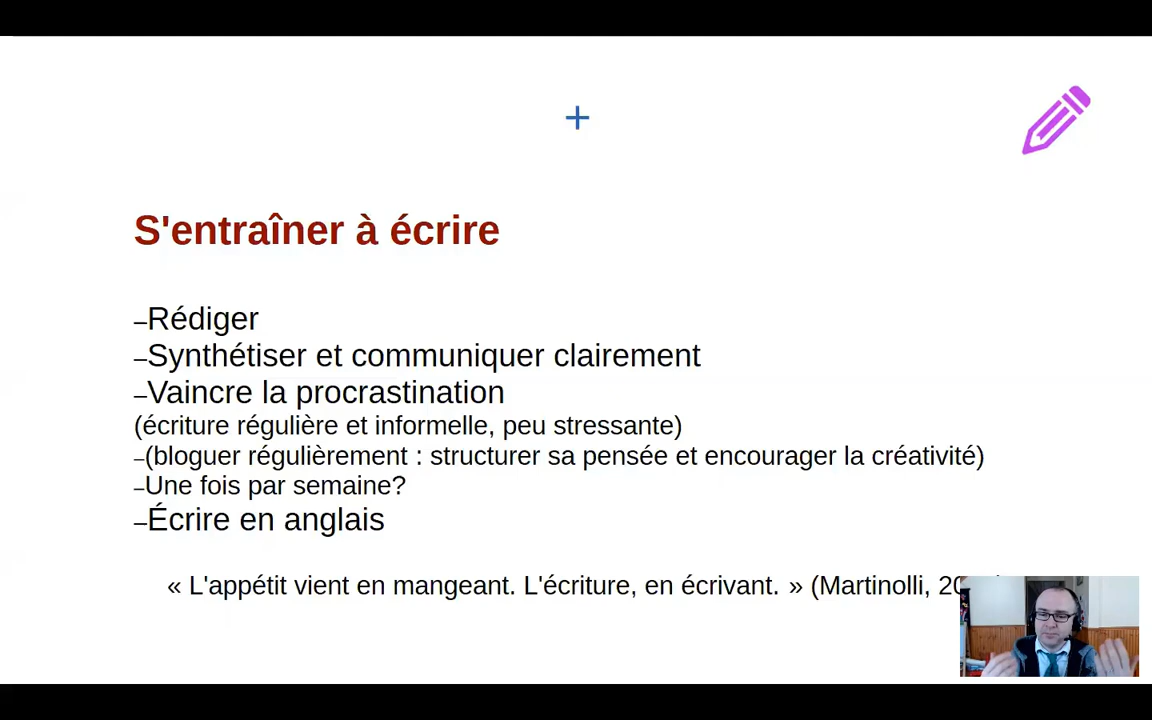 +
S'entraîner à écrire
–Rédiger
–Synthétiser et communiquer clairement
–Vaincre la procrastination
(écriture régulière et informelle, peu stressante)
–(bloguer régulièrement : structurer sa pensée et encourager la créativité)
–Une fois par semaine?
–Écrire en anglais
« L'appétit vient en mangeant. L'écriture, en écrivant. » (Martinolli,